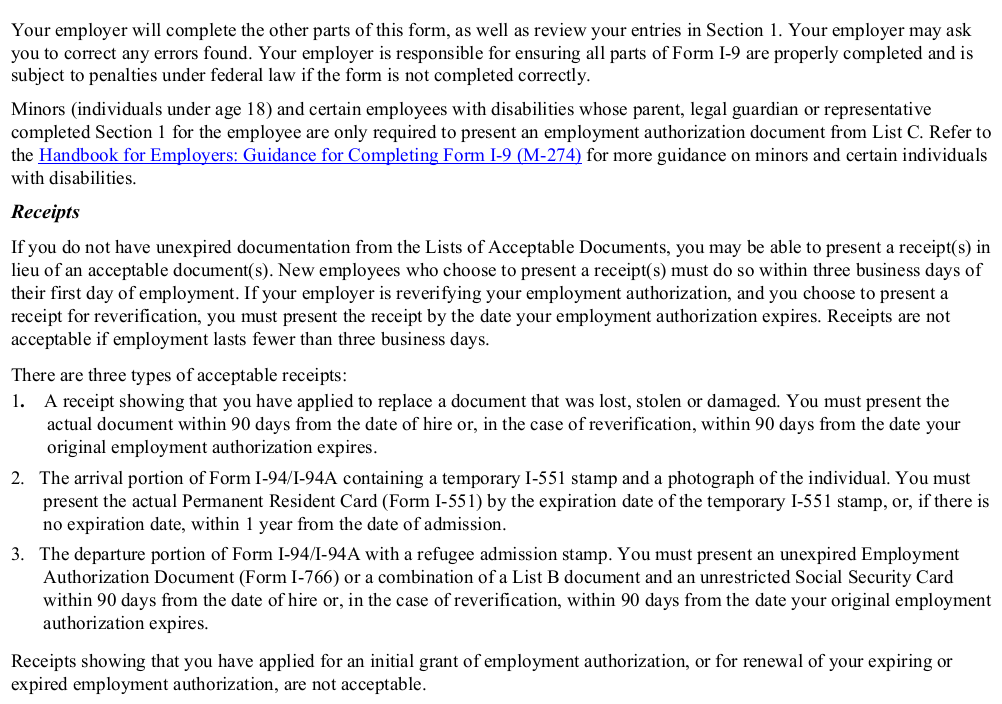 Your employer will complete the other parts of this form, as well as review your entries in Section 1. Your employer may ask
you to correct any errors found. Your employer is responsible for ensuring all parts of Form I-9 are properly completed and is
subject to penalties under federal law if the form is not completed correctly.
Minors (individuals under age 18) and certain employees with disabilities whose parent, legal guardian or representative
completed Section 1 for the employee are only required to present an employment authorization document from List C. Refer to
the Handbook for Employers: Guidance for Completing Form I-9 (M-274) for more guidance on minors and certain individuals
with disabilities.
Receipts
If you do not have unexpired documentation from the Lists of Acceptable Documents, you may be able to present a receipt(s) in
lieu of an acceptable document(s). New employees who choose to present a receipt(s) must do so within three business days of
their first day of employment. If your employer is reverifying your employment authorization, and you choose to present a
receipt for reverification, you must present the receipt by the date your employment authorization expires. Receipts are not
acceptable if employment lasts fewer than three business days.
There are three types of acceptable receipts:
1. A receipt showing that you have applied to replace a document that was lost, stolen or damaged. You must present the
actual document within 90 days from the date of hire or, in the case of reverification, within 90 days from the date your
original employment authorization expires.
2. The arrival portion of Form I-94/I-94A containing a temporary I-551 stamp and a photograph of the individual. You must
present the actual Permanent Resident Card (Form I-551) by the expiration date of the temporary I-551 stamp, or, if there is
no expiration date, within 1 year from the date of admission.
3. The departure portion of Form I-94/I-94A with a refugee admission stamp. You must present an unexpired Employment
Authorization Document (Form I-766) or a combination of a List B document and an unrestricted Social Security Card
within 90 days from the date of hire or, in the case of reverification, within 90 days from the date your original employment
authorization expires.
Receipts showing that you have applied for an initial grant of employment authorization, or for renewal of your expiring or
expired employment authorization, are not acceptable.